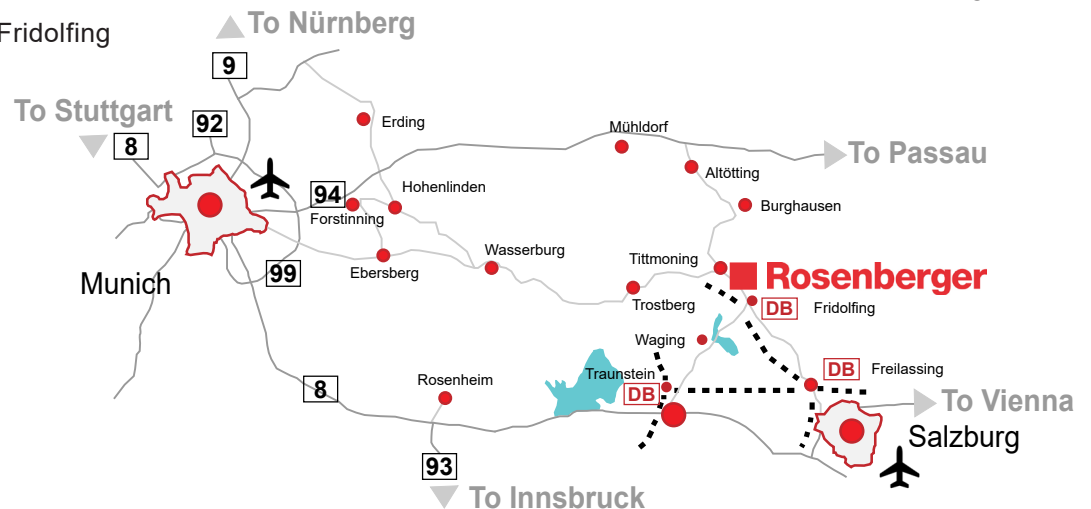 Fridolfing
To Nürnberg
9
To Stuttgart
92
8
Erding
Mühldorf
To Passau
Altötting
94
Hohenlinden
Forstinning
Burghausen
Wasserburg
Tittmoning
Ebersberg
99
Munich
Rosenberger
Trostberg
DB
Fridolfing
Waging
Traunstein
DB
DB
Freilassing
Rosenheim
8
To Vienna
Salzburg
93
To Innsbruck